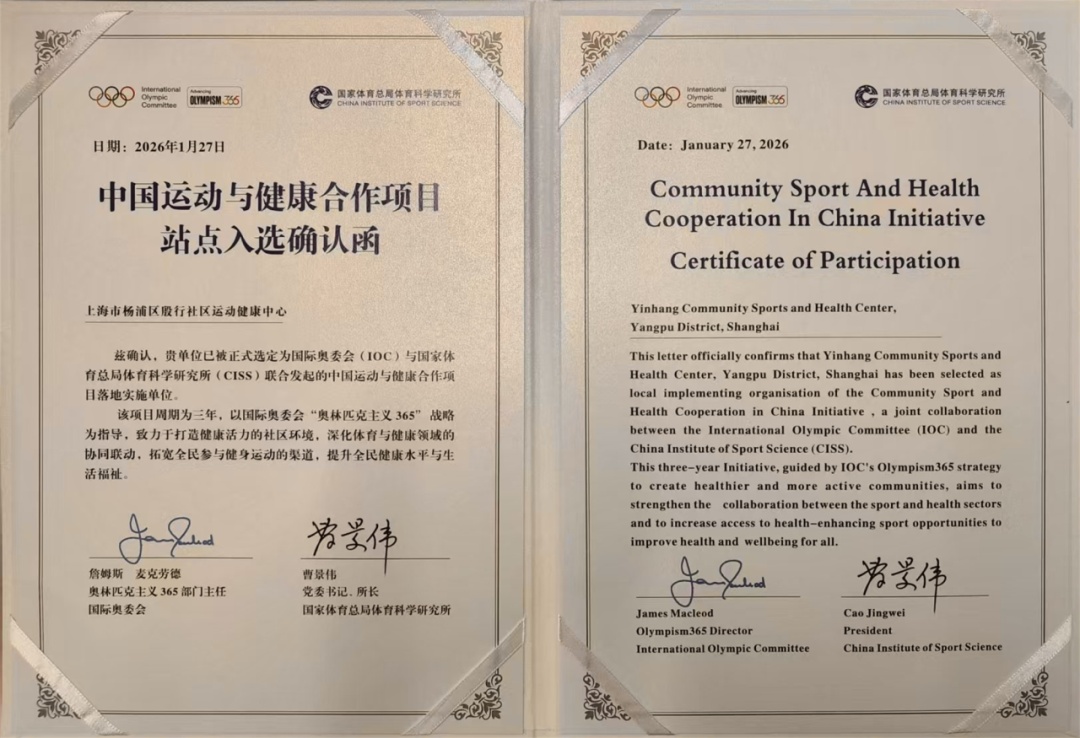 International
Olympic
Committee
Advancing
OLYMPISM 365
国家体育总局体育科学研究所
CHINA INSTITUTE OF SPORT SCIENCE
日期：2026年1月27日
中国运动与健康合作项目
站点入选确认函
上海市杨浦区殷行社区运动健康中心
兹确认，贵单位已被正式选定为国际奥委会（IOC）与国家体
育总局体育科学研究所（CISS）联合发起的中国运动与健康合作项
目落地实施单位。
该项目周期为三年，以国际奥委会“奥林匹克主义 365”战略
为指导，致力于打造健康活力的社区环境，深化体育与健康领域的
协同联动，拓宽全民参与健身运动的渠道，提升全民健康水平与生
活福祉。
曹景伟
詹姆斯 麦克劳德
奥林匹克主义 365 部门主任
国际奥委会
曹景伟
党委书记、所长
国家体育总局体育科学研究所
International
Olympic
Committee
Advancing
OLYMPISM 365
国家体育总局体育科学研究所
CHINA INSTITUTE OF SPORT SCIENCE
Date: January 27, 2026
Community Sport And Health
Cooperation In China Initiative
Certificate of Participation
Yinhang Community Sports and Health Center,
Yangpu District, Shanghai
This letter officially confirms that Yinhang Community Sports and
Health Center, Yangpu District, Shanghai has been selected as
local implementing organisation of the Community Sport and
Health Cooperation in China Initiative , a joint collaboration
between the International Olympic Committee (IOC) and the
China Institute of Sport Science (CISS).
This three-year Initiative, guided by IOC's Olympism365 strategy
to create healthier and more active communities, aims to
strengthen the collaboration between the sport and health sectors
and to increase access to health-enhancing sport opportunities to
improve health and wellbeing for all.
曹景伟
James Macleod
Olympism365 Director
International Olympic Committee
Cao Jingwei
President
China Institute of Sport Science